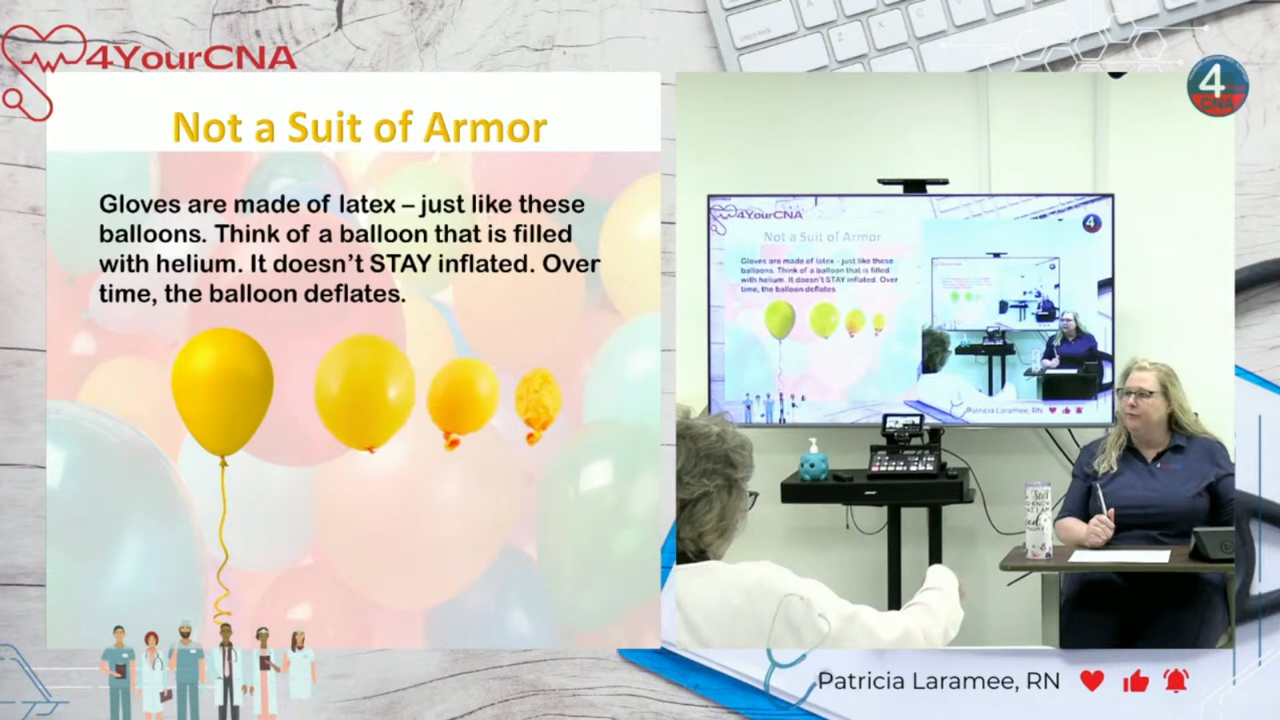 4YourCNA
4
CNA
Not a Suit of Armor
Gloves are made of latex – just like these
balloons. Think of a balloon that is filled
with helium. It doesn't STAY inflated. Over
time, the balloon deflates.
4YourCNA
4
Not a Suit of Armor
Gloves are made of latex – just like these
balloons. Think of a balloon that is filled
with helium. It doesn't STAY inflated. Over
time, the balloon deflates.
Patricia Laramee, RN
Patricia Laramee, RN